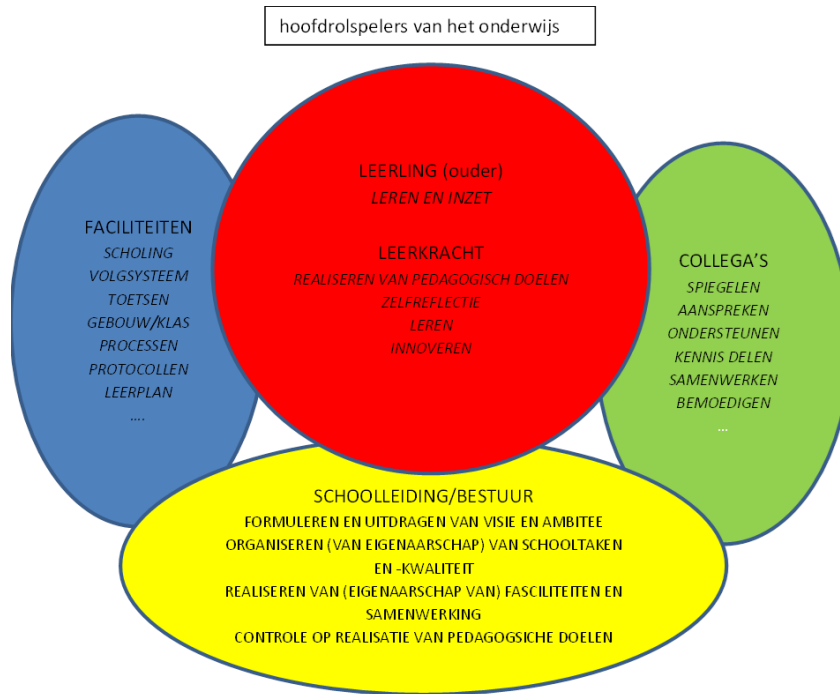 hoofdrolspelers van het onderwijs
LEERLING (ouder)
LEREN EN INZET
LEERKRACHT
REALISEREN VAN PEDAGOGISCH DOELEN
ZELFREFLECTIE
LEREN
INNOVEREN
FACILITEITEN
SCHOLING
VOLGSYSTEEM
TOETSEN
GEBOUW/KLAS
PROCESSEN
PROTOCOLLEN
LEERPLAN
....
COLLEGA'S
SPIEGELEN
AANSPREKEN
ONDERSTEUNEN
KENNIS DELEN
SAMENWERKEN
BEMOEDIGEN
...
SCHOOLLEIDING/BESTUUR
FORMULEREN EN UITDRAGEN VAN VISIE EN AMBITEE
ORGANISEREN (VAN EIGENAARSCHAP) VAN SCHOOLTAKEN
EN -KWALITEIT
REALISEREN VAN (EIGENAARSCHAP VAN) FASCILITEITEN EN
SAMENWERKING
CONTROLE OP REALISATIE VAN PEDAGOGSICHE DOELEN